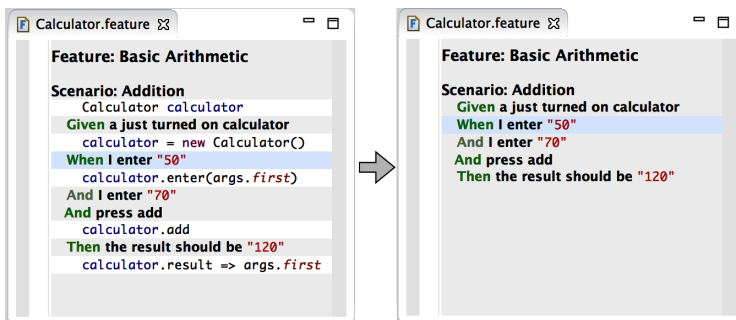 Calculator.feature
Feature: Basic Arithmetic
Scenario: Addition
Calculator calculator
Given a just turned on calculator
calculator = new Calculator()
When I enter "50"
calculator.enter(args.first)
And I enter "70"
And press add
calculator.add
Then the result should be "120"
calculator.result => args.first
Calculator.feature
Feature: Basic Arithmetic
Scenario: Addition
Given a just turned on calculator
When I enter "50"
And I enter "70"
And press add
Then the result should be "120"